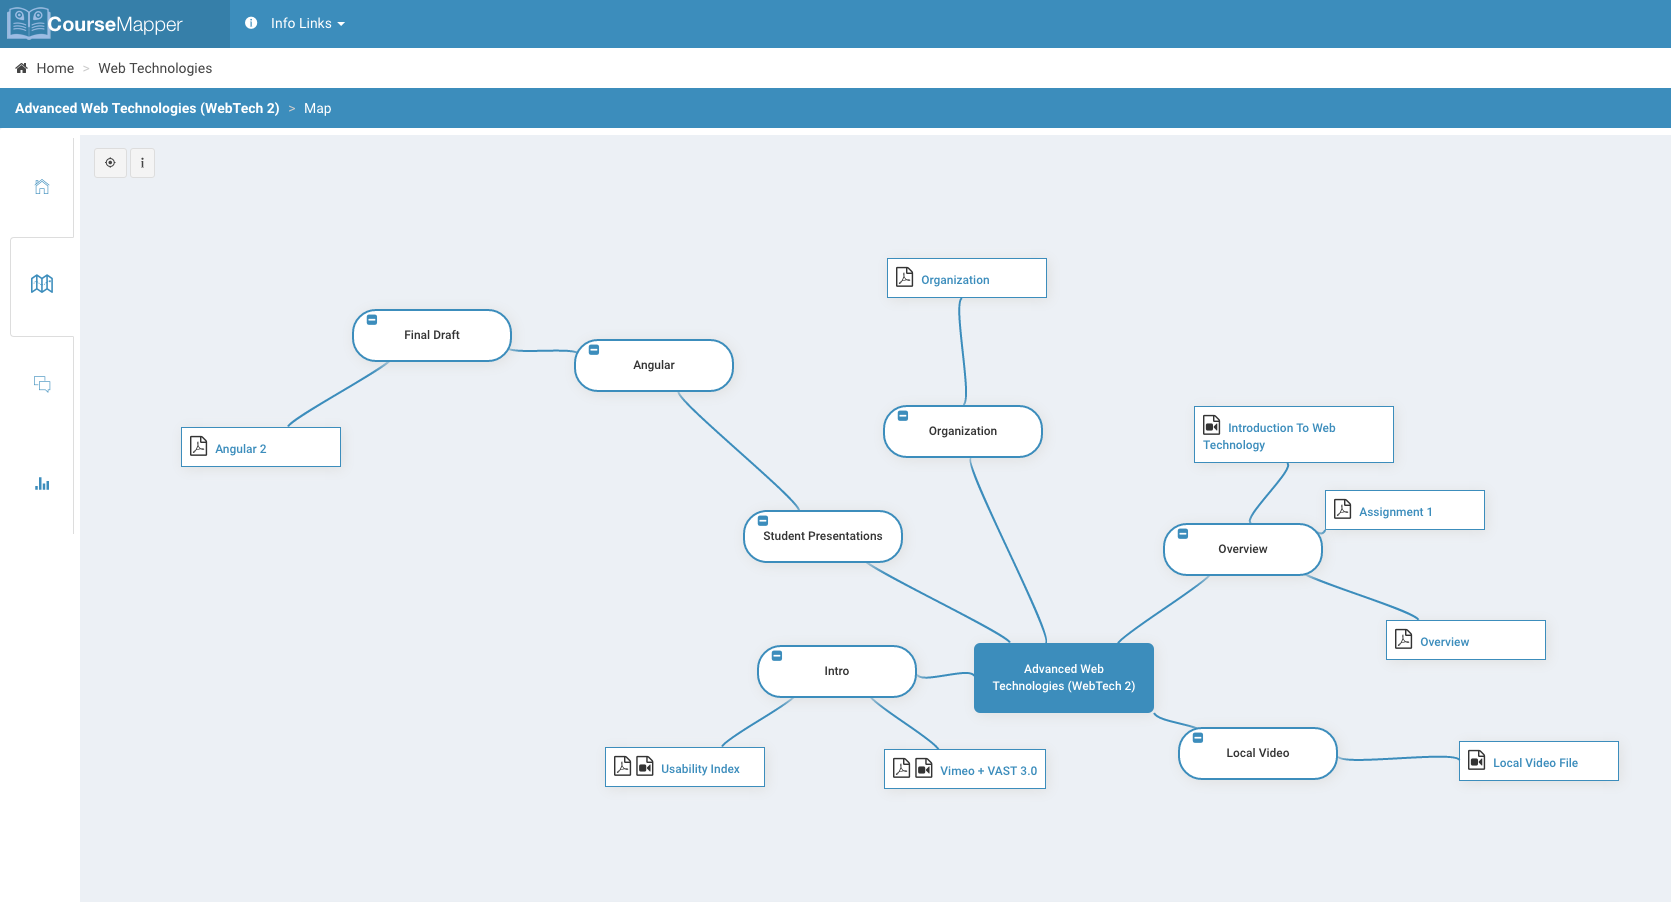 CourseMapper
Info Links
Home > Web Technologies
Advanced Web Technologies (WebTech 2) > Map
i
Organization
Final Draft
Angular
Organization
Angular 2
Introduction To Web
Technology
Assignment 1
Student Presentations
Overview
Overview
Advanced Web
Technologies (WebTech 2)
Intro
Local Video
Usability Index
Vimeo + VAST 3.0
Local Video File